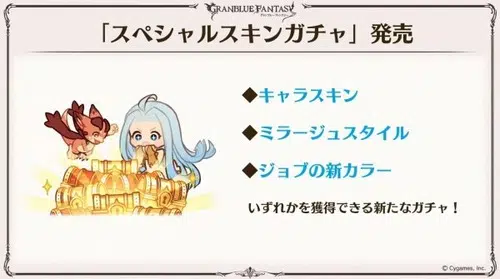 GRANBLUE FANTASY
「スペシャルスキンガチャ」発売
◆キャラスキン
◆ミラージュスタイル
◆ジョブの新カラー
いずれかを獲得できる新たなガチャ！
© Cygames, Inc.